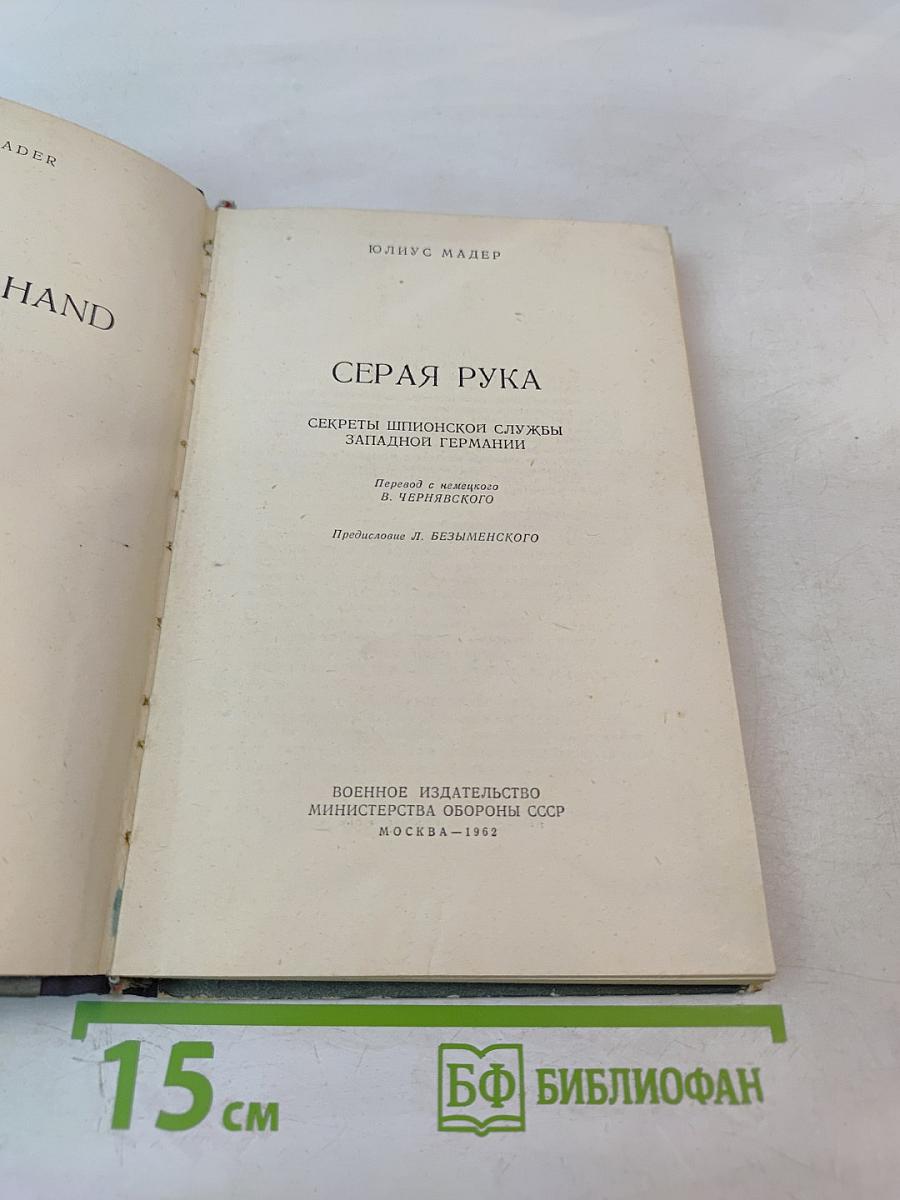 ADER
HAND
ЮЛИУС МАДЕР
СЕРАЯ РУКА
СЕКРЕТЫ ШПИОНСКОЙ СЛУЖБЫ
ЗАПАДНОЙ ГЕРМАНИИ
Перевод с немецкого
В. ЧЕРНЯВСКОГО
Предисловие Л. БЕЗЫМЕНСКОГО
ВОЕННОЕ ИЗДАТЕЛЬСТВО
МИНИСТЕРСТВА ОБОРОНЫ СССР
МОСКВА—1962
15 см
БФ БИБЛИОФАН